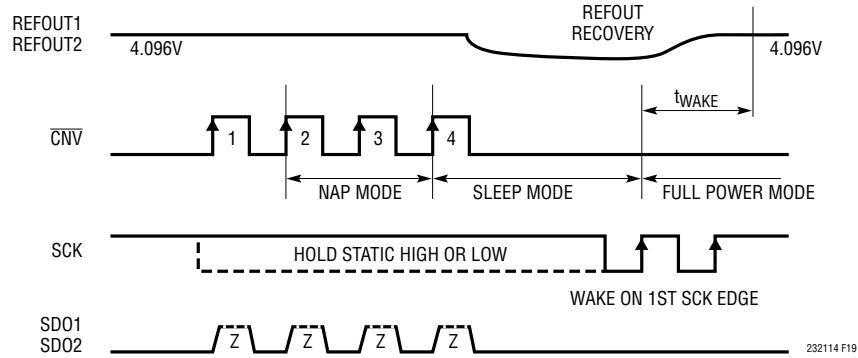 REFOUT1
REFOUT2
4.096V
REFOUT
RECOVERY
4.096V
tWAKE
CNV
1
2
3
4
NAP MODE
SLEEP MODE
FULL POWER MODE
SCK
HOLD STATIC HIGH OR LOW
WAKE ON 1ST SCK EDGE
SDO1
SDO2
Z
Z
Z
Z
232114 F19